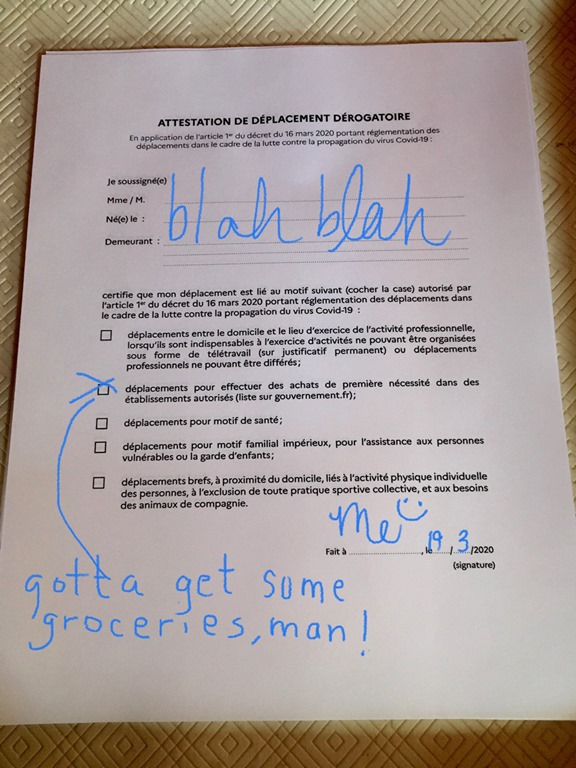 ATTESTATION DE DÉPLACEMENT DÉROGATOIRE
En application de l'article 1er du décret du 16 mars 2020 portant réglementation des
déplacements dans le cadre de la lutte contre la propagation du virus Covid-19 :
Je soussigné(e)
Mme / M.
Né(e) le :
blah blah
Demeurant :
certifie que mon déplacement est lié au motif suivant (cocher la case) autorisé par
l'article 1er du décret du 16 mars 2020 portant réglementation des déplacements dans
le cadre de la lutte contre la propagation du virus Covid-19 :
déplacements entre le domicile et le lieu d'exercice de l'activité professionnelle,
lorsqu'ils sont indispensables à l'exercice d'activités ne pouvant être organisées
sous forme de télétravail (sur justificatif permanent) ou déplacements
professionnels ne pouvant être différés;
déplacements pour effectuer des achats de première nécessité dans des
établissements autorisés (liste sur gouvernement.fr);
déplacements pour motif de santé;
déplacements pour motif familial impérieux, pour l'assistance aux personnes
vulnérables ou la garde d'enfants;
déplacements brefs, à proximité du domicile, liés à l'activité physique individuelle
des personnes, à l'exclusion de toute pratique sportive collective, et aux besoins
des animaux de compagnie.
Me
Fait à ........................, le 19 / 3 /2020
(signature)
gotta get some
groceries, man!